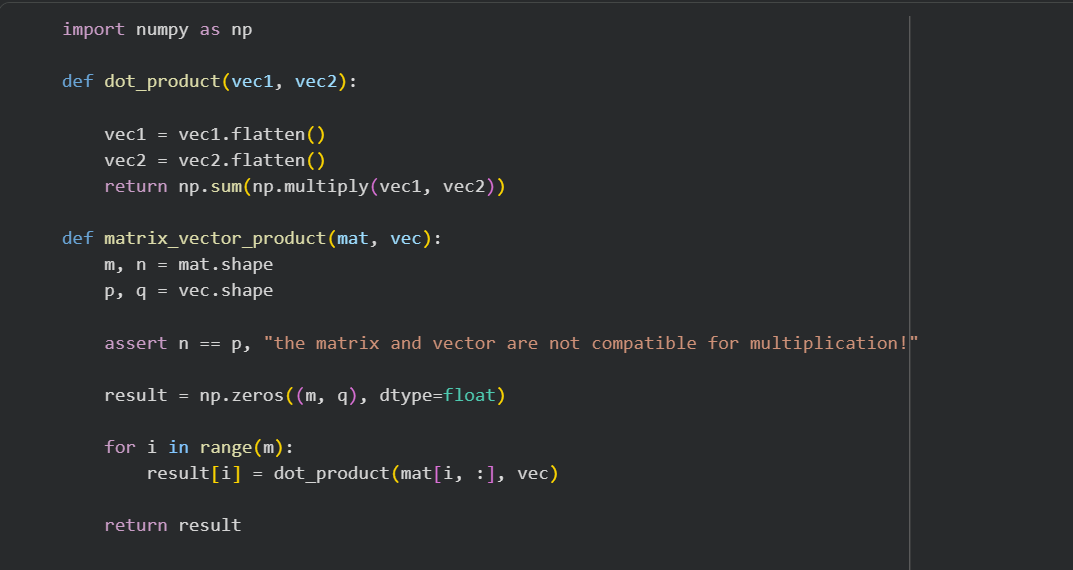 import numpy as np
def dot_product(vec1, vec2):
vec1 = vec1.flatten()
vec2 = vec2.flatten()
return np.sum(np.multiply(vec1, vec2))
def matrix_vector_product(mat, vec):
m, n = mat.shape
p, q = vec.shape
assert n == p, "the matrix and vector are not compatible for multiplication!"
result = np.zeros((m, q), dtype=float)
for i in range(m):
result[i] = dot_product(mat[i, :], vec)
return result